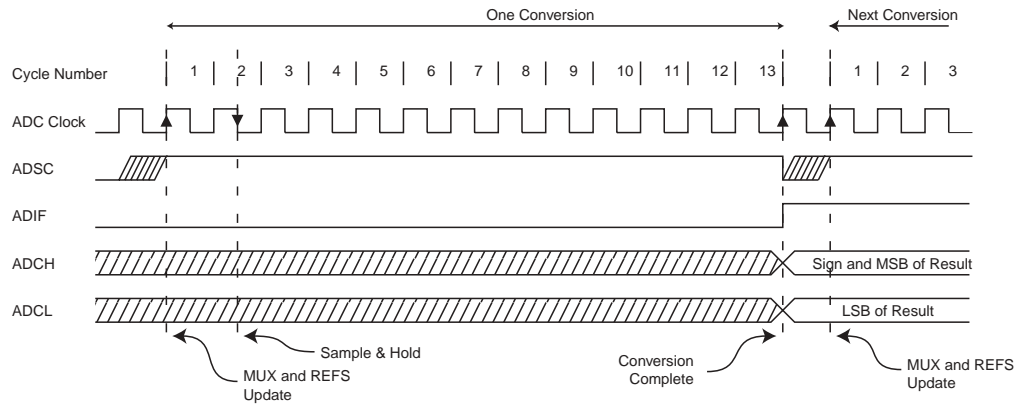 One Conversion
Next Conversion
Cycle Number 1 2 3 4 5 6 7 8 9 10 11 12 13 1 2 3
ADC Clock
ADSC
ADIF
ADCH
Sign and MSB of Result
ADCL
LSB of Result
MUX and REFS
Update
Sample & Hold
Conversion
Complete
MUX and REFS
Update